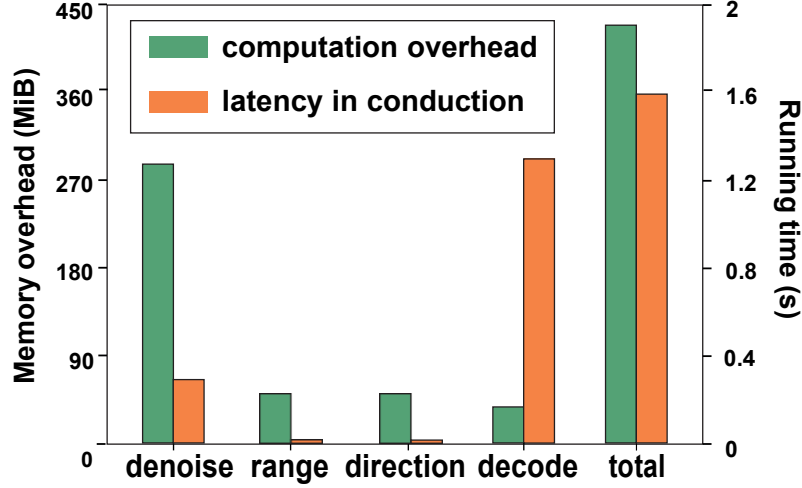 computation overhead
latency in conduction
Memory overhead (MiB)
450
360
270
180
90
0
Running time (s)
2
1.6
1.2
0.8
0.4
0
denoise range direction decode total